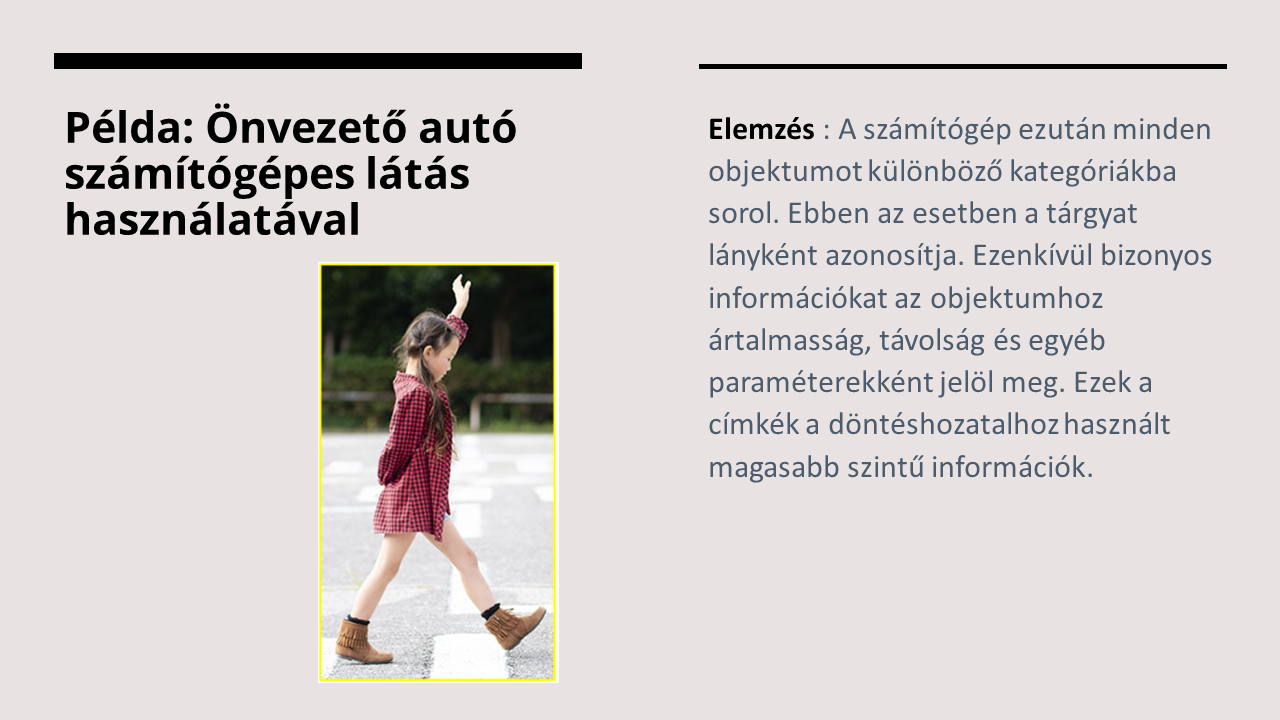 Példa: Önvezető autó
számítógépes látás
használatával
Elemzés : A számítógép ezután minden
objektumot különböző kategóriákba
sorol. Ebben az esetben a tárgyat
lányként azonosítja. Ezenkívül bizonyos
információkat az objektumhoz
ártalmasság, távolság és egyéb
paraméterekként jelöl meg. Ezek a
címkék a döntéshozatalhoz használt
magasabb szintű információk.